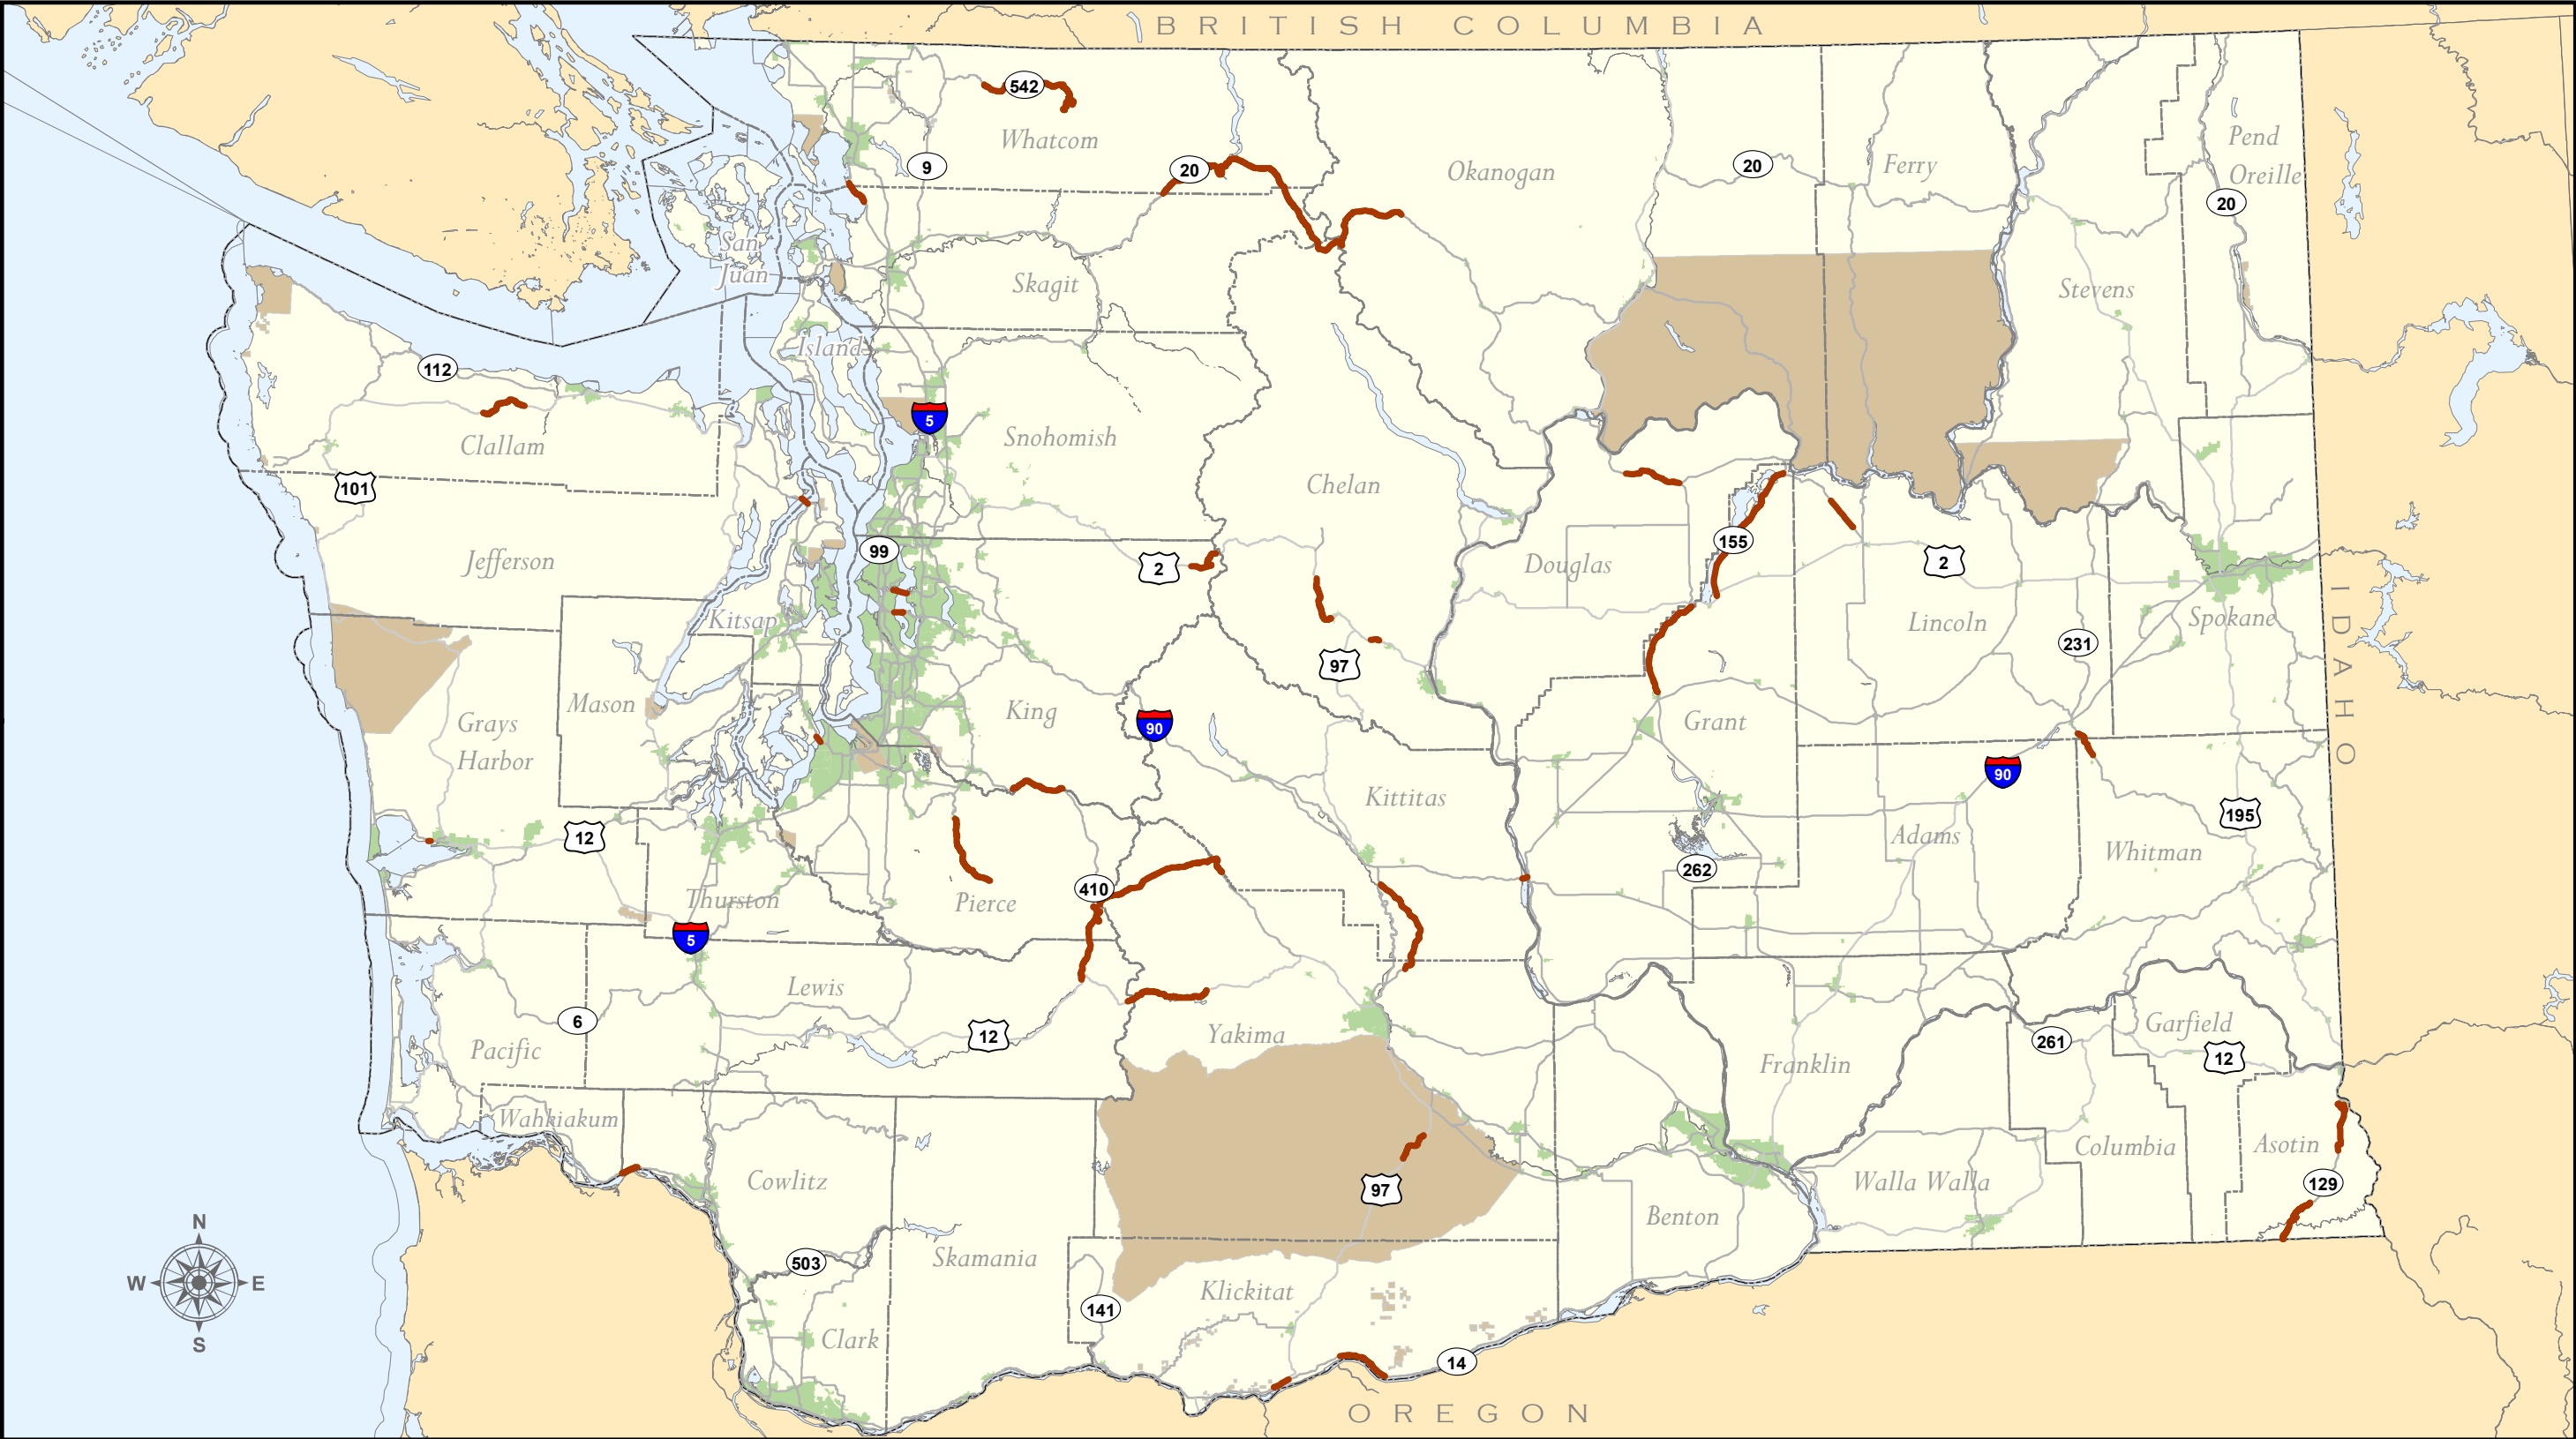 BRITISH COLUMBIA
542
Whatcom
9
20
Okanogan
20
Ferry
Pend
Oreille
20
San
Juan
Skagit
Stevens
Island
112
Clallam
5
Snohomish
101
Chelan
Jefferson
99
2
155
Douglas
2
IDAHO
Kitsap
Lincoln
Spokane
231
97
Mason
King
90
Grant
Grays
Harbor
90
Kittitas
195
12
Adams
Whitman
262
410
Thurston
Pierce
5
Lewis
6
12
Yakima
Garfield
261
12
Pacific
Franklin
Wahkiakum
Columbia
Asotin
Cowlitz
97
Walla Walla
129
Benton
N
W
E
S
503
Skamania
Klickitat
141
Clark
14
OREGON